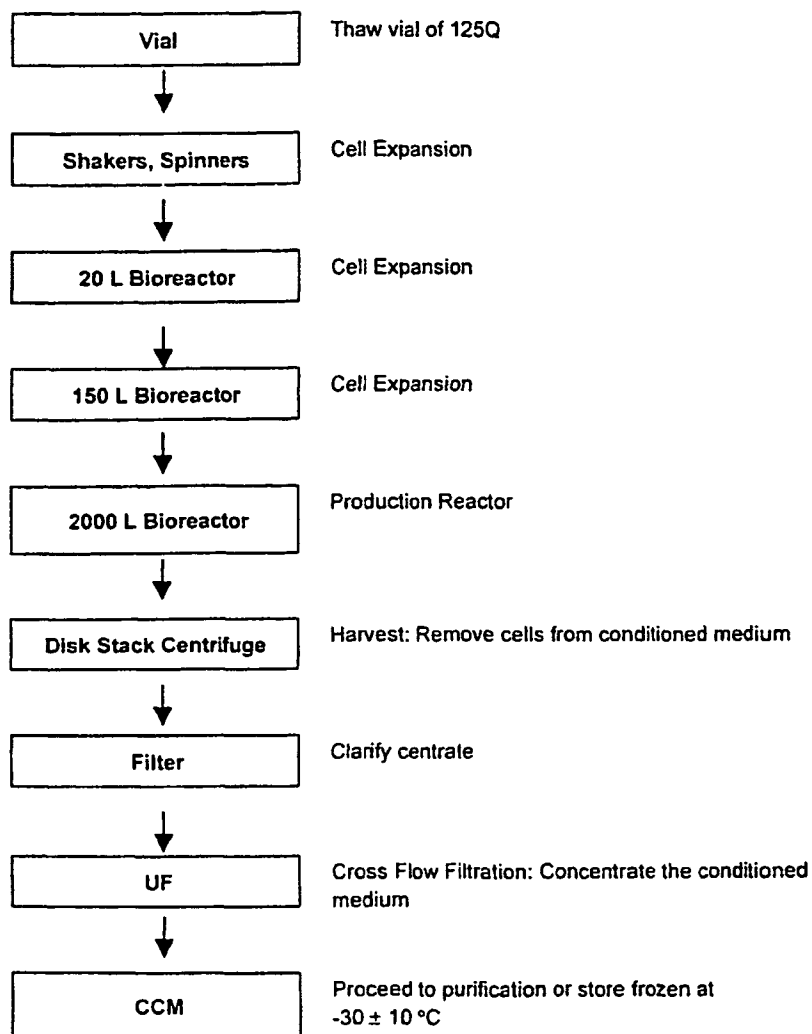 Vial
Thaw vial of 125Q
Shakers, Spinners
Cell Expansion
20 L Bioreactor
Cell Expansion
150 L Bioreactor
Cell Expansion
2000 L Bioreactor
Production Reactor
Disk Stack Centrifuge
Harvest: Remove cells from conditioned medium
Filter
Clarify centrate
UF
Cross Flow Filtration: Concentrate the conditioned
medium
CCM
Proceed to purification or store frozen at
-30 ± 10 °C